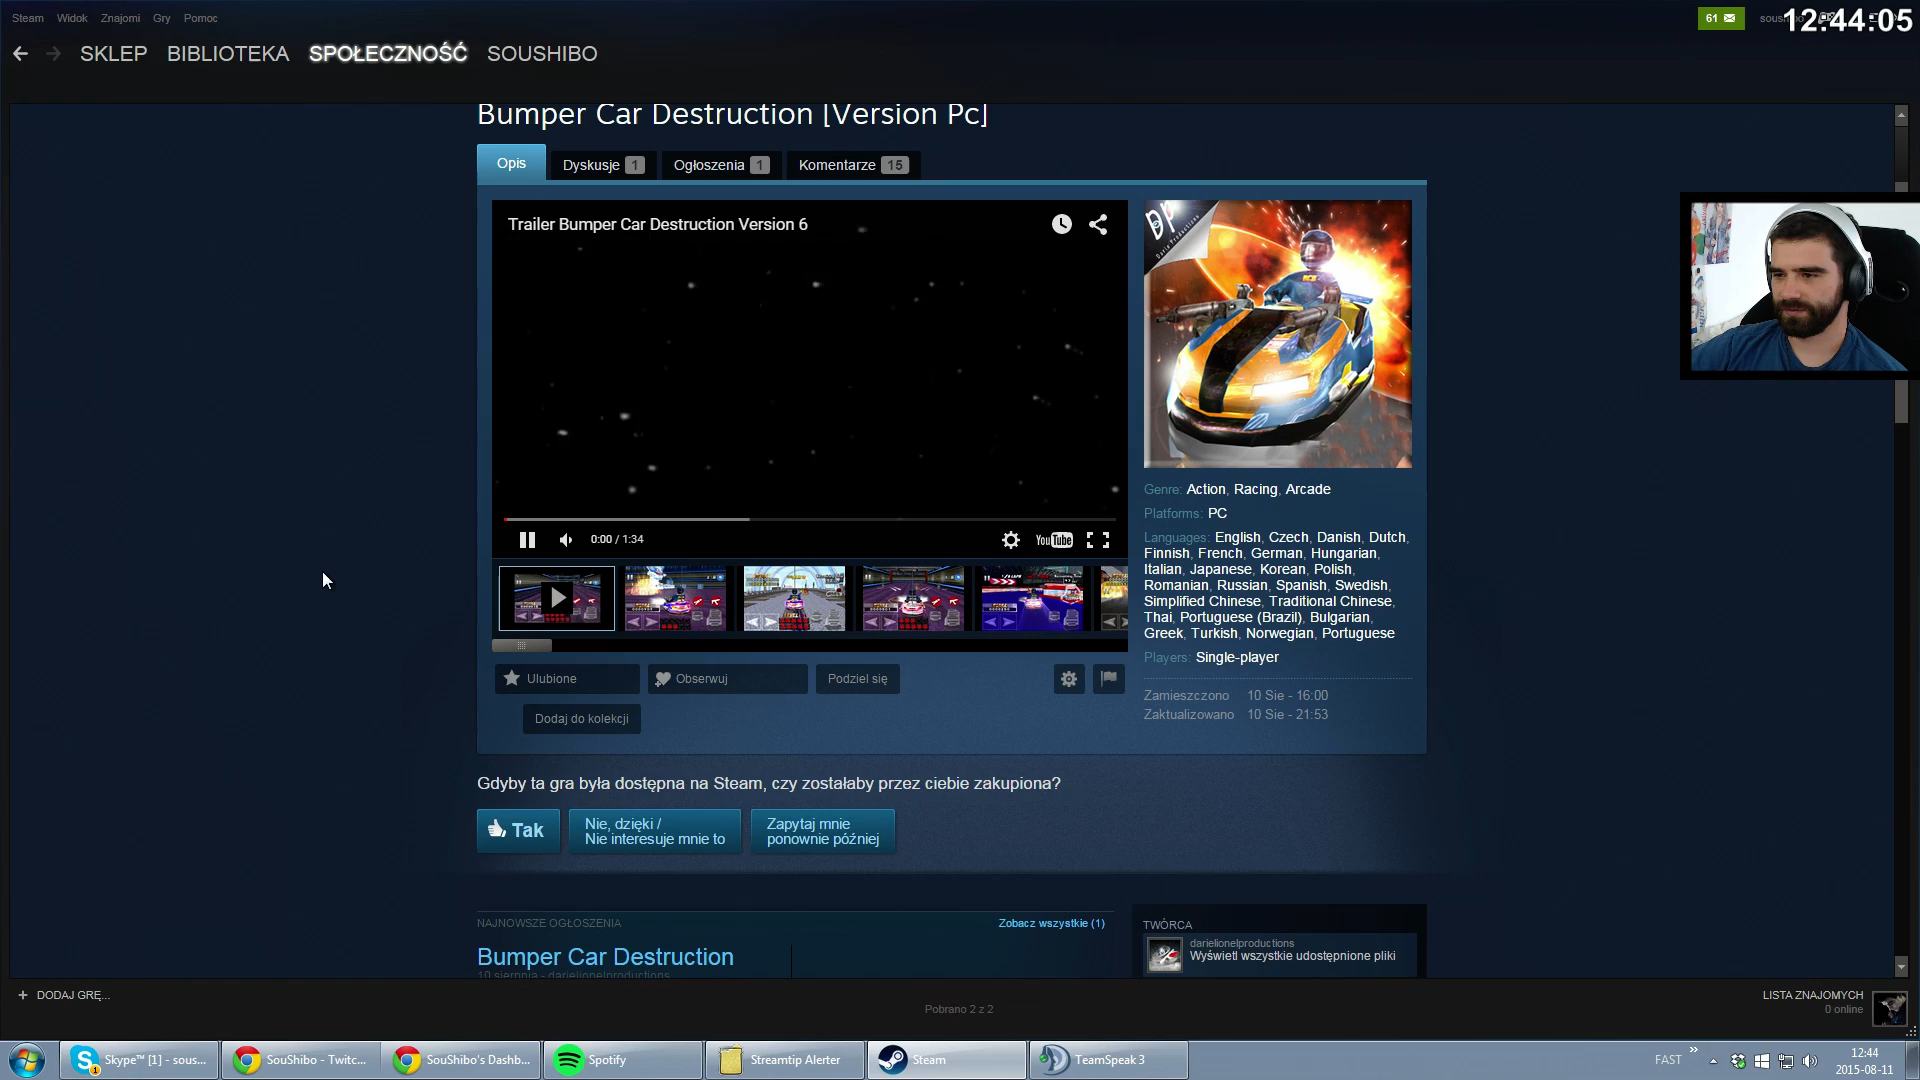 Steam Widok Znajomi Gry Pomoc
61
12:44:05
SKLEP BIBLIOTEKA SPOŁECZNOŚĆ SOUSHIBO
Bumper Car Destruction [Version Pc]
Opis Dyskusje 1 Ogłoszenia 1 Komentarze 15
Trailer Bumper Car Destruction Version 6
0:00 / 1:34
YouTube
Ulubione Obserwuj Podziel się
Dodaj do kolekcji
DP
Genre: Action, Racing, Arcade
Platforms: PC
Languages: English, Czech, Danish, Dutch,
Finnish, French, German, Hungarian,
Italian, Japanese, Korean, Polish,
Romanian, Russian, Spanish, Swedish,
Simplified Chinese, Traditional Chinese,
Thai, Portuguese (Brazil), Bulgarian,
Greek, Turkish, Norwegian, Portuguese
Players: Single-player
Zamieszczono 10 Sie - 16:00
Zaktualizowano 10 Sie - 21:53
Gdyby ta gra była dostępna na Steam, czy zostałaby przez ciebie zakupiona?
Tak
Nie, dzięki /
Nie interesuje mnie to
Zapytaj mnie
ponownie później
NAJNOWSZE OGŁOSZENIA Zobacz wszystkie (1)
Bumper Car Destruction
10 sierpnia - darielionelproductions
TWÓRCA
darielionelproductions
Wyświetl wszystkie udostępnione pliki
+ DODAJ GRĘ...
Pobrano 2 z 2
LISTA ZNAJOMYCH
0 online
Skype™ [1] - sous...
SouShibo - Twitc...
SouShibo's Dashb...
Spotify
Streamtip Alerter
Steam
TeamSpeak 3
FAST
12:44
2015-08-11